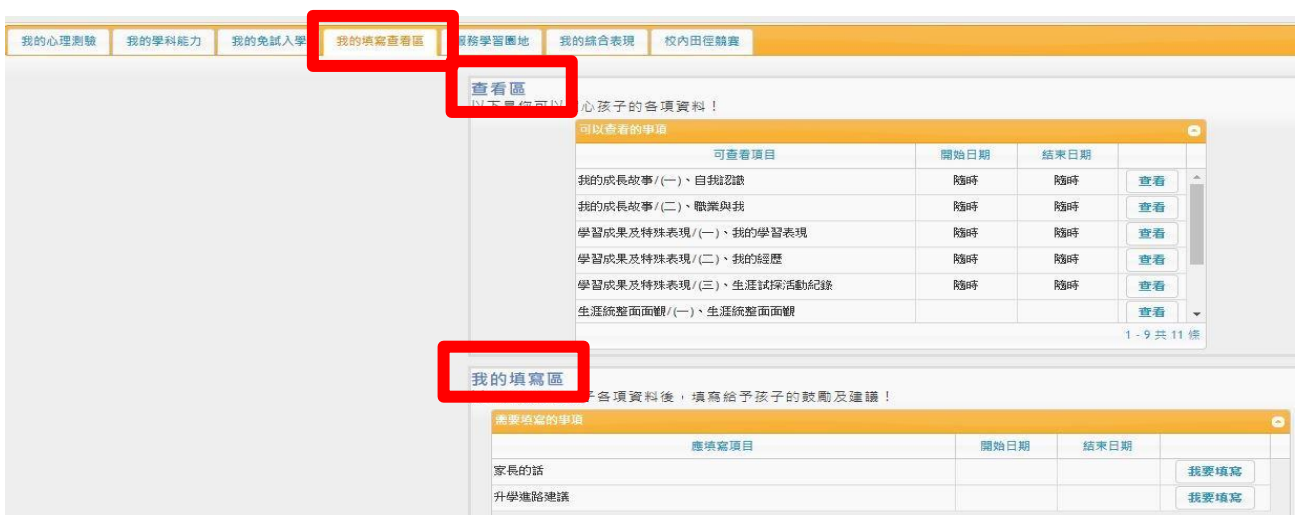 我的心理測驗 我的學科能力 我的免試入學 我的填寫查看區 服務學習園地 我的綜合表現 校內田徑競賽
查看區
心孩子的各項資料！
可以查看的事項
可查看項目 開始日期 結束日期
我的成長故事/(一)、自我認識 隨時 隨時 查看
我的成長故事/(二)、職業與我 隨時 隨時 查看
學習成果及特殊表現/(一)、我的學習表現 隨時 隨時 查看
學習成果及特殊表現/(二)、我的經歷 隨時 隨時 查看
學習成果及特殊表現/(三)、生涯試探活動紀錄 隨時 隨時 查看
生涯統整面面觀/(一)、生涯統整面面觀 查看
1 - 9 共 11 條
我的填寫區
各項資料後，填寫給予孩子的鼓勵及建議！
需要填寫的事項
應填寫項目 開始日期 結束日期
家長的話 我要填寫
升學進路建議 我要填寫